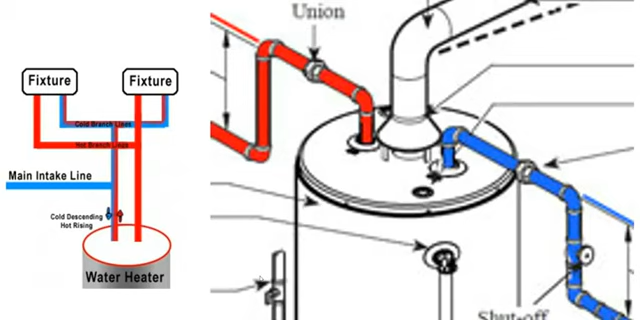 Fixture
Fixture
Cold Branch Lines
Hot Branch Lings
Main Intake Line
Cold Descending
Hot Rising
Water Heater
Union
Shut-off